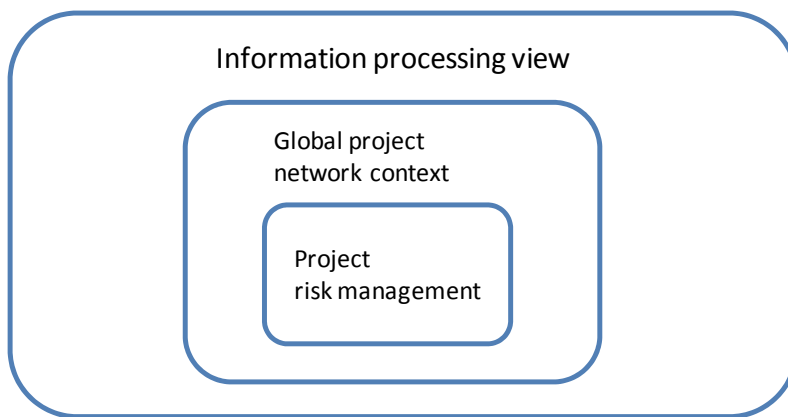 Information processing view
Global project
network context
Project
risk management